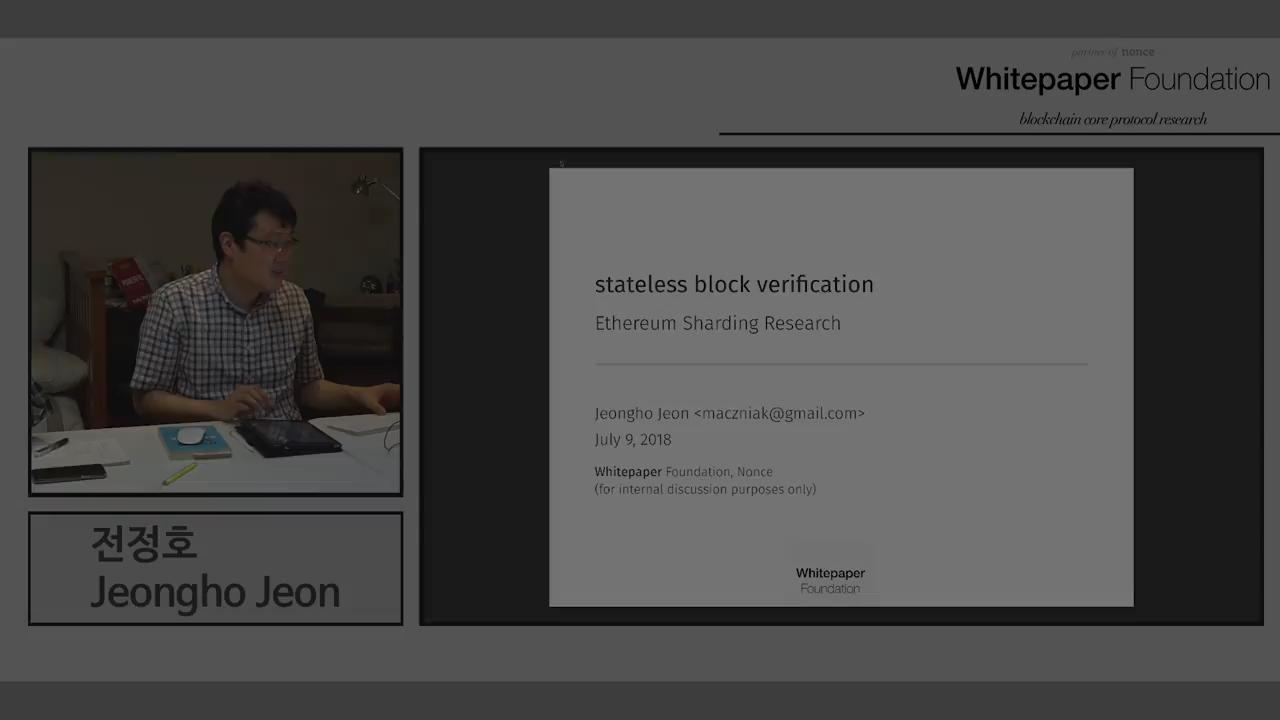 partner of nonce
Whitepaper Foundation
blockchain core protocol research
stateless block verification
Ethereum Sharding Research
Jeongho Jeon <maczniak@gmail.com>
July 9, 2018
Whitepaper Foundation, Nonce
(for internal discussion purposes only)
Whitepaper
Foundation
전정호
Jeongho Jeon